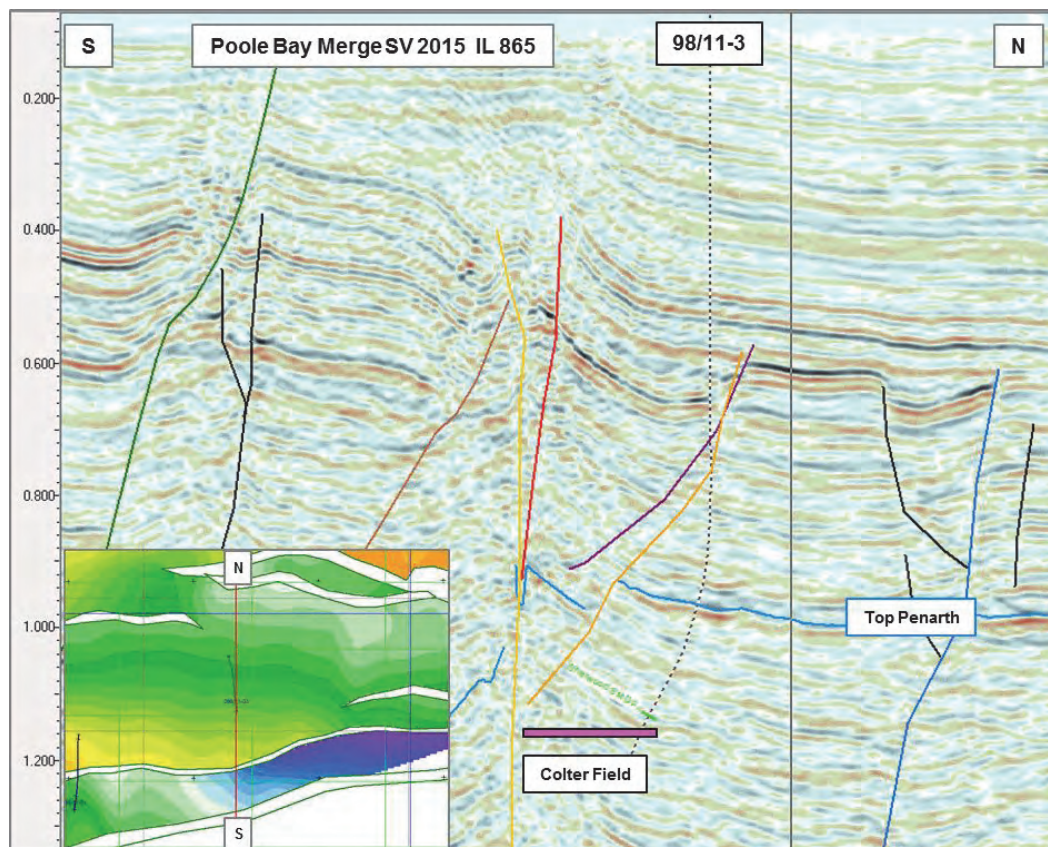 S
Poole Bay Merge SV 2015 IL 865
98/11-3
N
0.200
0.400
0.600
0.800
1.000
1.200
Top Penarth
Colter Field
N
S